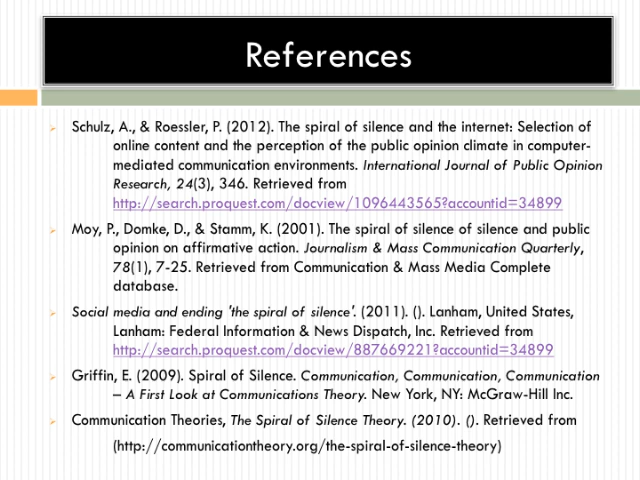 References
Schulz, A., & Roessler, P. (2012). The spiral of silence and the internet: Selection of
online content and the perception of the public opinion climate in computer-
mediated communication environments. International Journal of Public Opinion
Research, 24(3), 346. Retrieved from
http://search.proquest.com/docview/1096443565?accountid=34899
Moy, P., Domke, D., & Stamm, K. (2001). The spiral of silence of silence and public
opinion on affirmative action. Journalism & Mass Communication Quarterly,
78(1), 7-25. Retrieved from Communication & Mass Media Complete
database.
Social media and ending 'the spiral of silence'. (2011). (). Lanham, United States,
Lanham: Federal Information & News Dispatch, Inc. Retrieved from
http://search.proquest.com/docview/887669221?accountid=34899
Griffin, E. (2009). Spiral of Silence. Communication, Communication, Communication
– A First Look at Communications Theory. New York, NY: McGraw-Hill Inc.
Communication Theories, The Spiral of Silence Theory. (2010). (). Retrieved from
(http://communicationtheory.org/the-spiral-of-silence-theory)